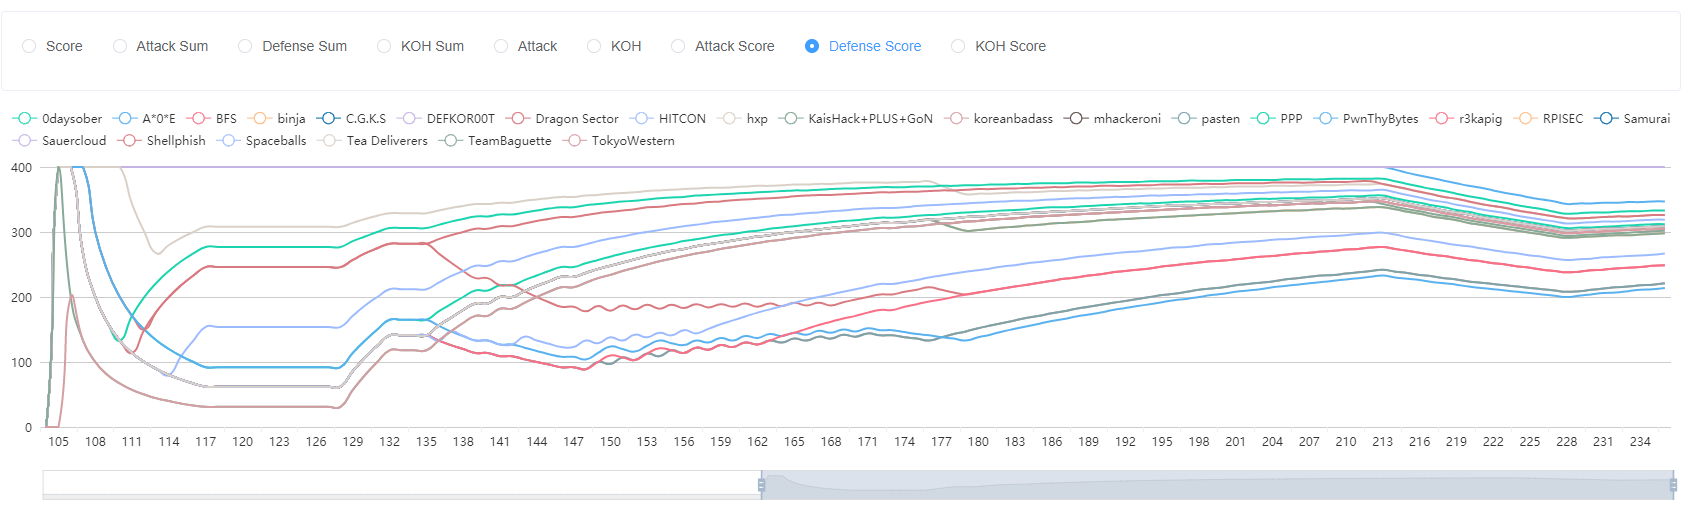 Score Attack Sum Defense Sum KOH Sum Attack KOH Attack Score Defense Score KOH Score
0daysober A*0*E BFS binja C.G.K.S DEFKOR00T Dragon Sector HITCON hxp KaisHack+PLUS+GoN koreanbadass mhackeroni pasten PPP PwnThyBytes r3kapig RPISEC Samurai
Sauercloud Shellphish Spaceballs Tea Deliverers TeamBaguette TokyoWestern
400
300
200
100
0
105 108 111 114 117 120 123 126 129 132 135 138 141 144 147 150 153 156 159 162 165 168 171 174 177 180 183 186 189 192 195 198 201 204 207 210 213 216 219 222 225 228 231 234